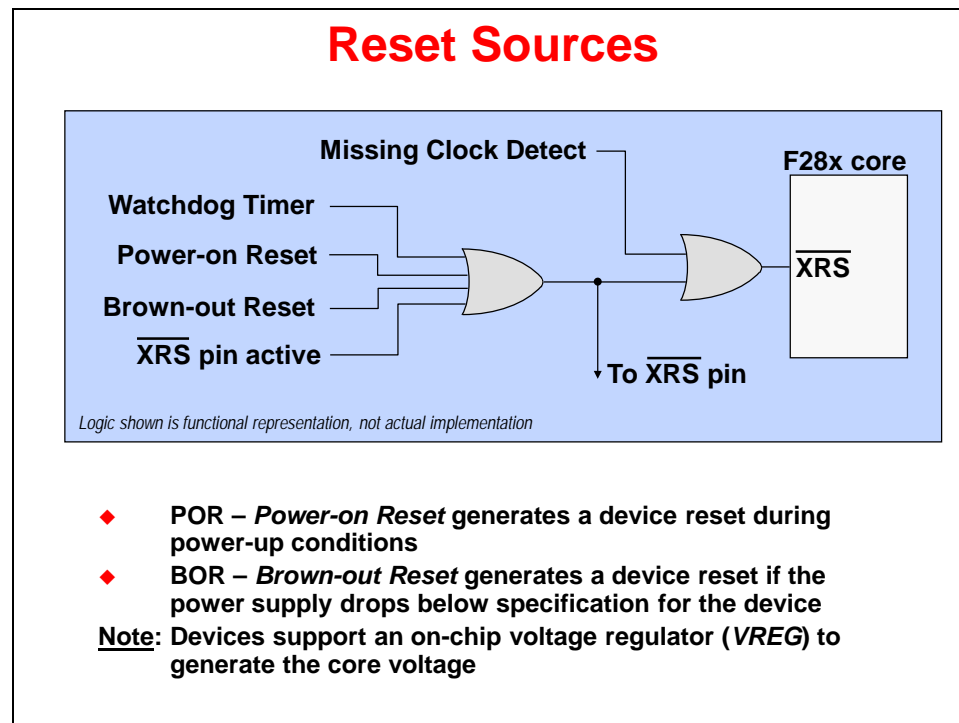 Reset Sources
Missing Clock Detect
F28x core
Watchdog Timer
Power-on Reset
XRS
Brown-out Reset
XRS pin active
To XRS pin
Logic shown is functional representation, not actual implementation
POR – Power-on Reset generates a device reset during
power-up conditions
BOR – Brown-out Reset generates a device reset if the
power supply drops below specification for the device
Note: Devices support an on-chip voltage regulator (VREG) to
generate the core voltage